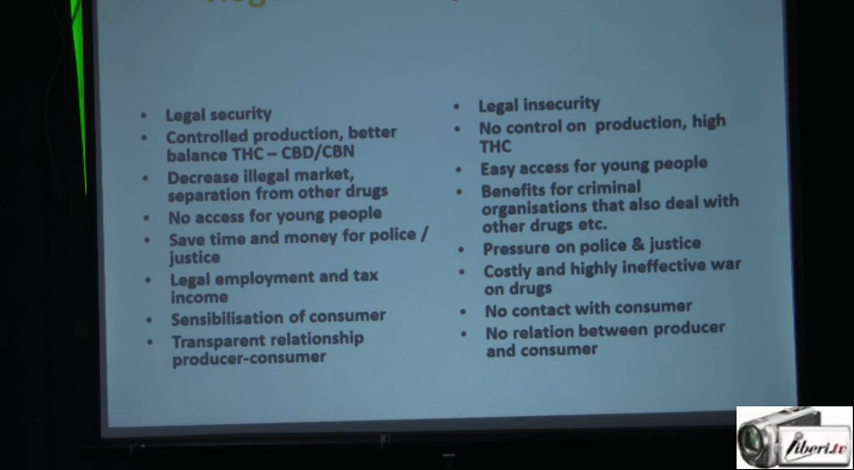 Legal security
Controlled production, better
balance THC – CBD/CBN
Decrease illegal market,
separation from other drugs
No access for young people
Save time and money for police /
justice
Legal employment and tax
income
Sensibilisation of consumer
Transparent relationship
producer-consumer
Legal insecurity
No control on production, high
THC
Easy access for young people
Benefits for criminal
organisations that also deal with
other drugs etc.
Pressure on police & justice
Costly and highly ineffective war
on drugs
No contact with consumer
No relation between producer
and consumer
liberi.tv